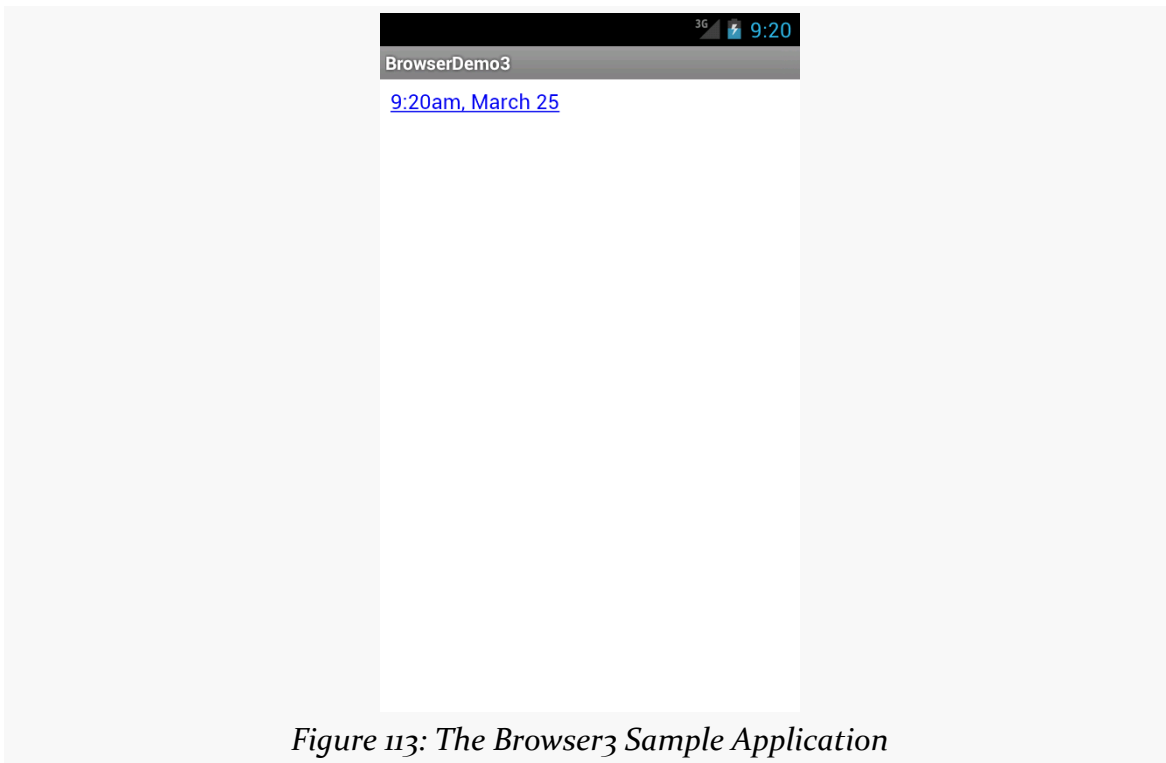 3G 9:20
BrowserDemo3
9:20am, March 25
Figure 113: The Browser3 Sample Application